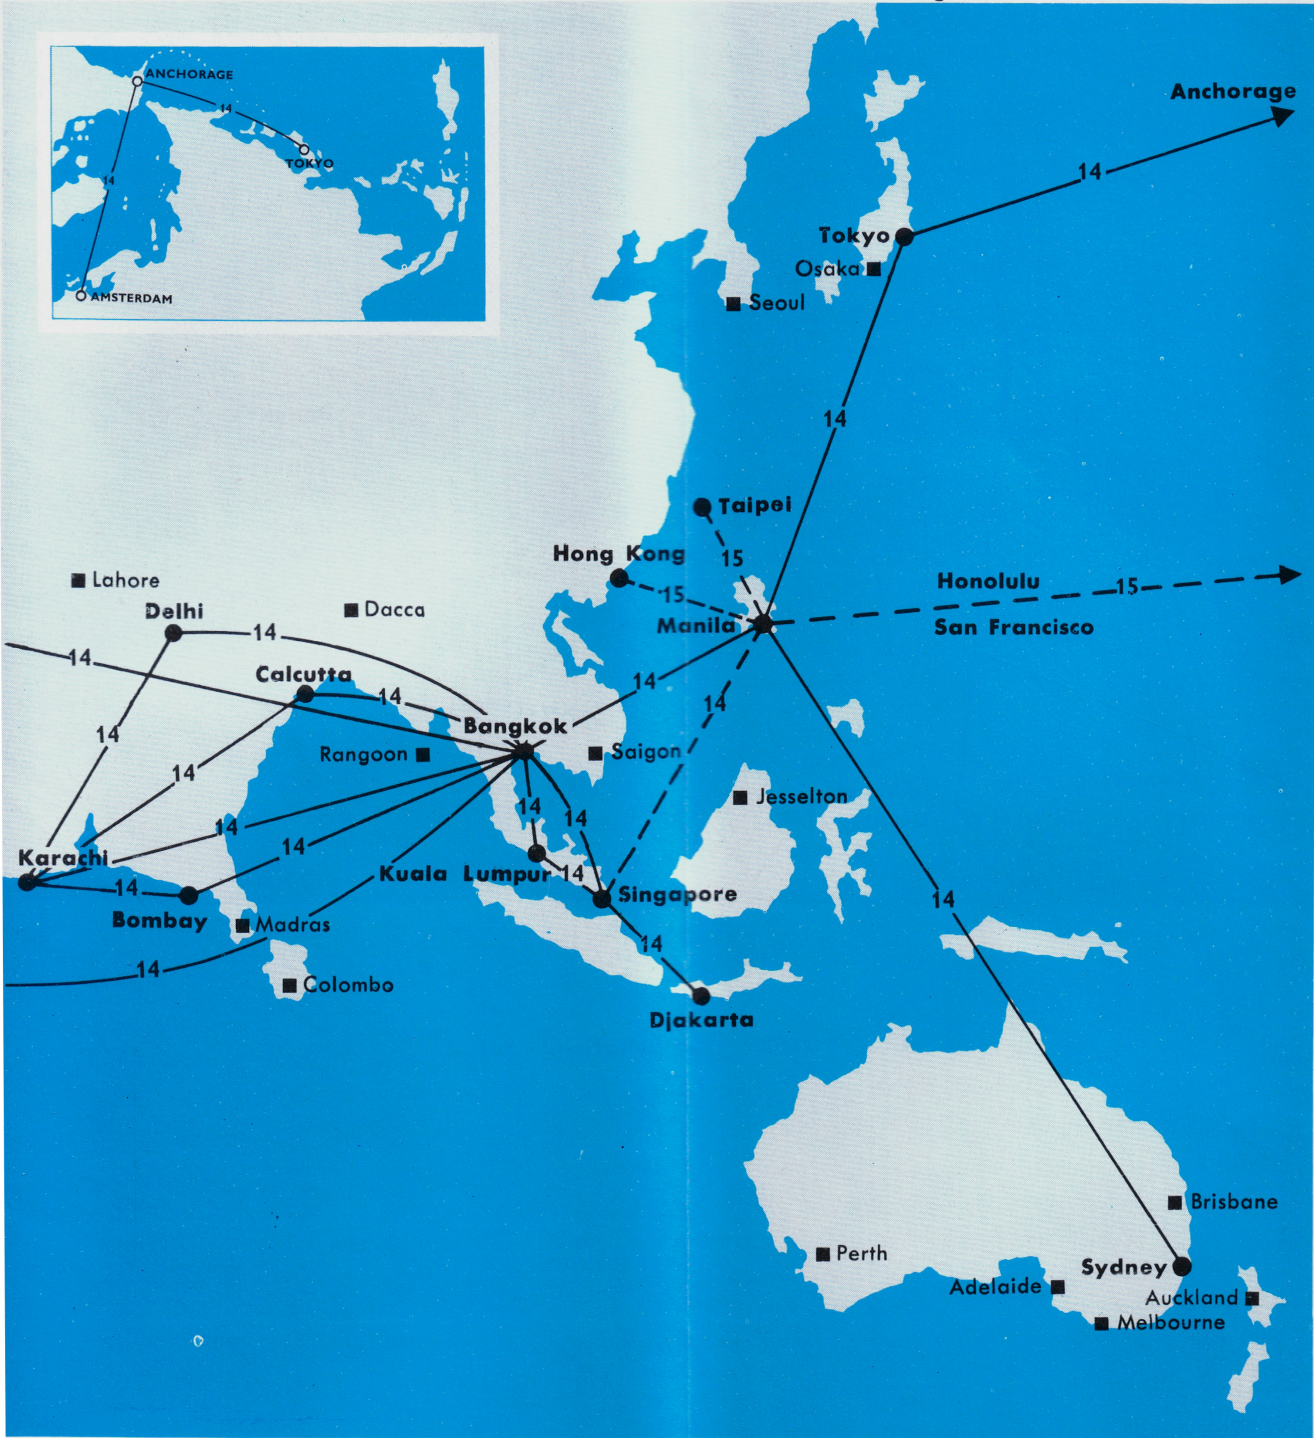 ANCHORAGE
14
TOKYO
14
AMSTERDAM
Anchorage
14
Tokyo
Osaka
Seoul
14
Taipei
Hong Kong
15
15
Manila
Honolulu
15
San Francisco
Lahore
Delhi
Dacca
14
14
Calcutta
14
14
14
Bangkok
14
Rangoon
Saigon
14
14
Jesselton
14
14
14
14
Karachi
14
Kuala Lumpur
14
Singapore
Bombay
Madras
14
14
14
Colombo
Djakarta
Brisbane
Perth
Sydney
Adelaide
Auckland
Melbourne